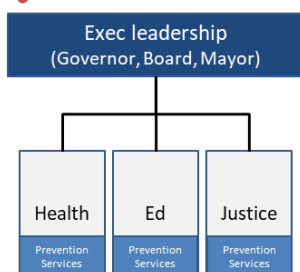 Exec leadership
(Governor, Board, Mayor)
Health
Ed
Justice
Prevention
Services
Prevention
Services
Prevention
Services